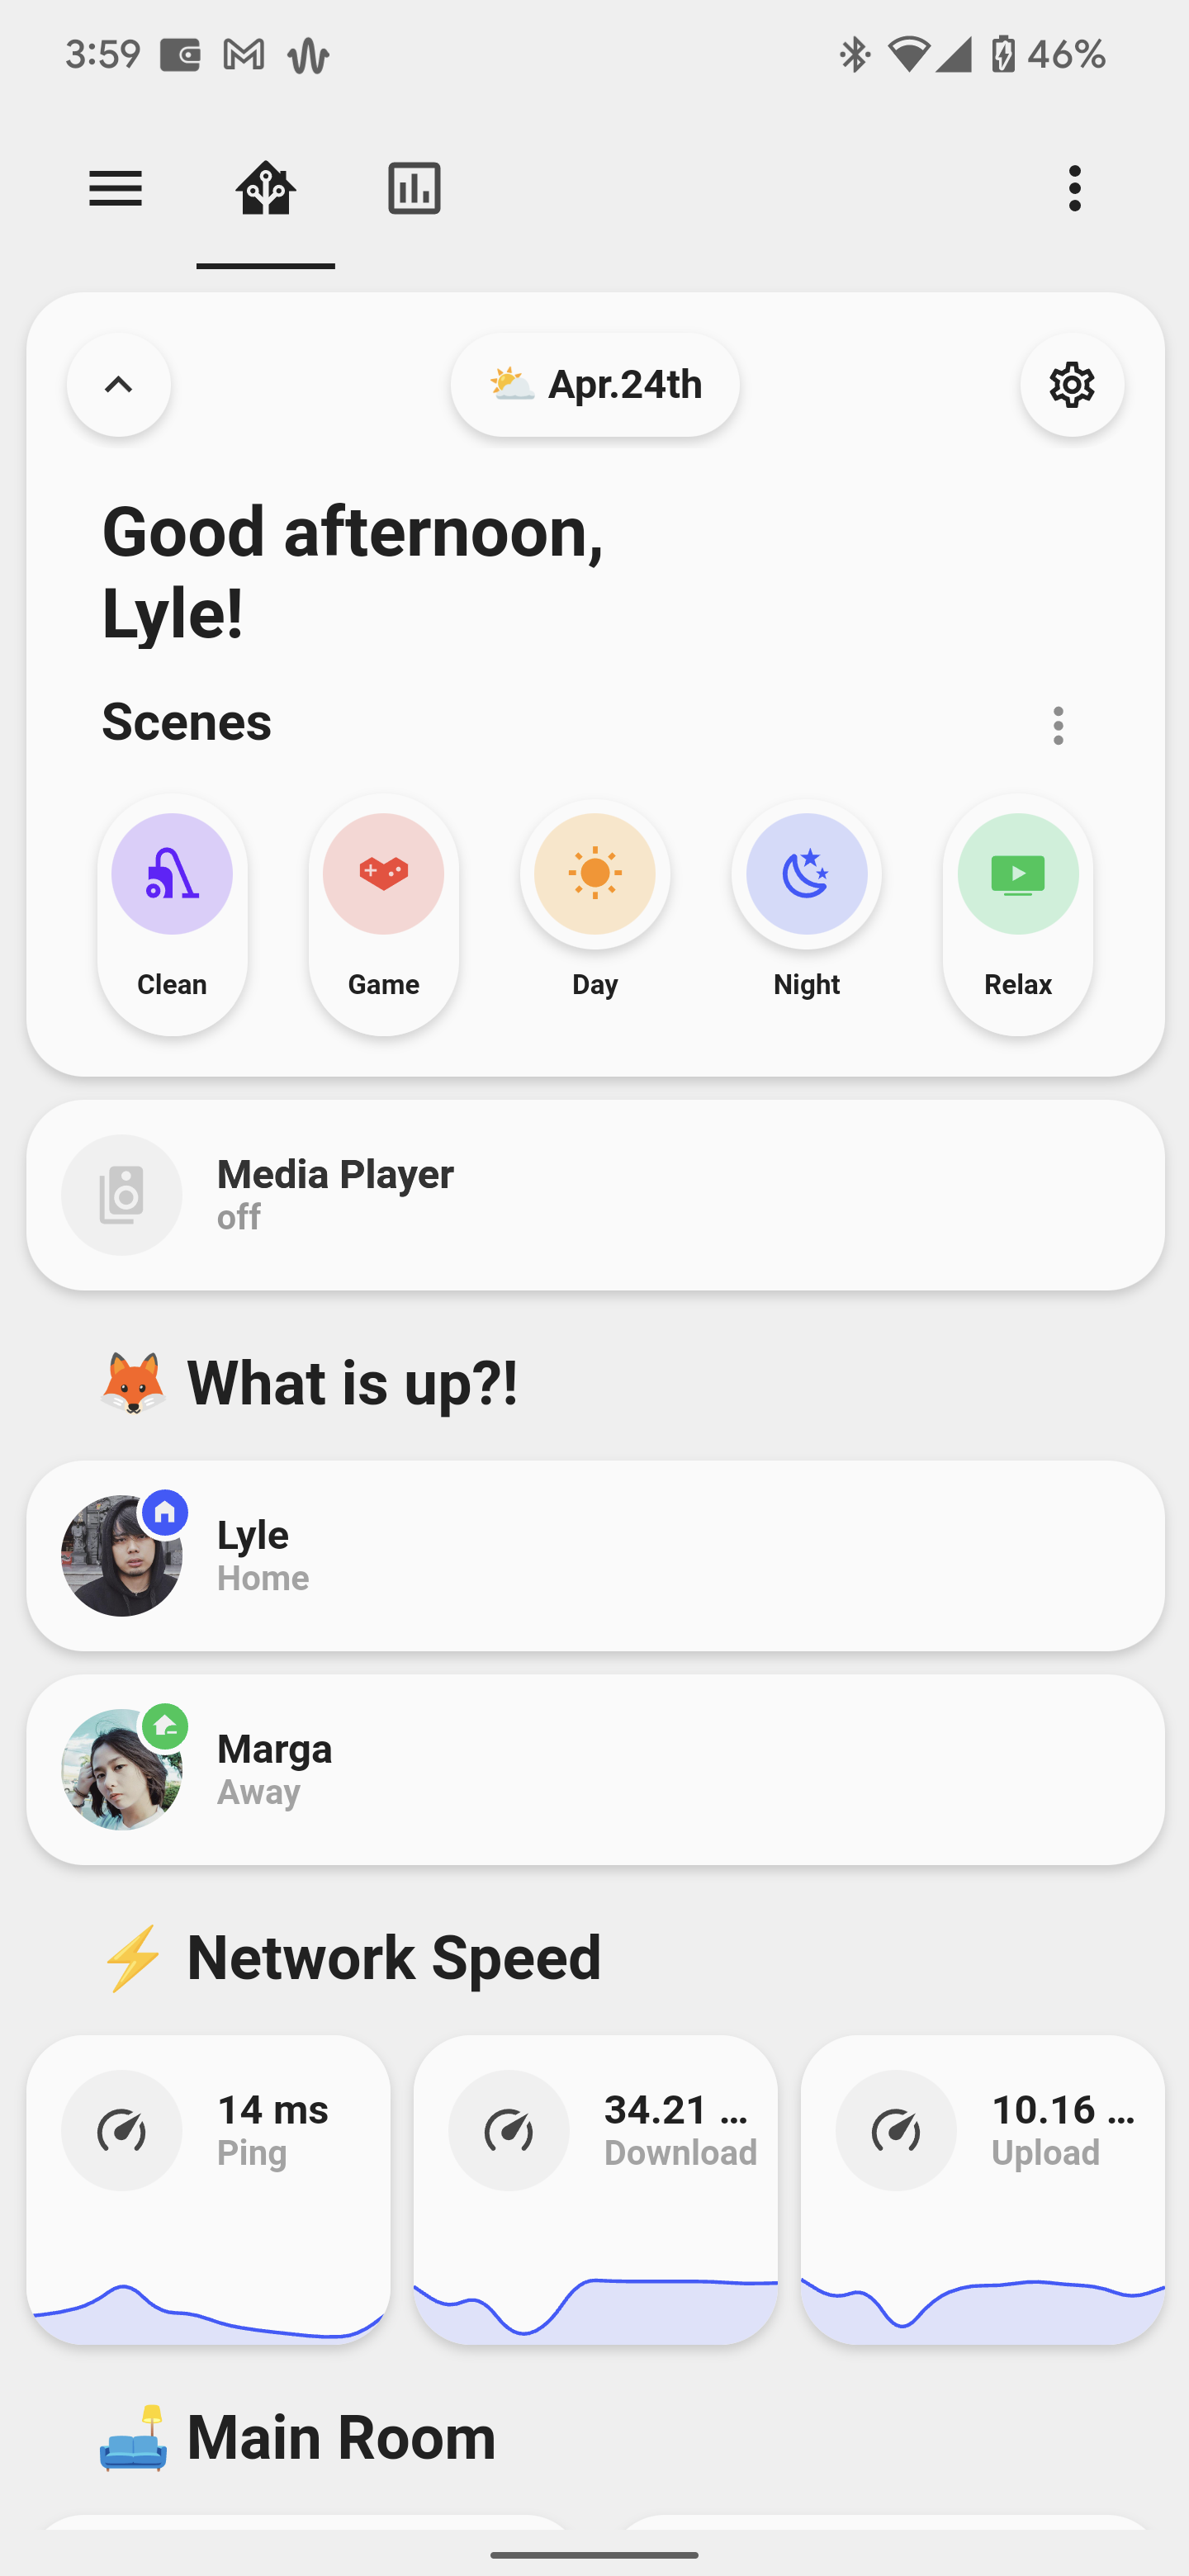 3:59
46%
Apr.24th
Good afternoon,
Lyle!
Scenes
Clean
Game
Day
Night
Relax
Media Player
off
What is up?!
Lyle
Home
Marga
Away
Network Speed
14 ms
Ping
34.21 ...
Download
10.16 ...
Upload
Main Room